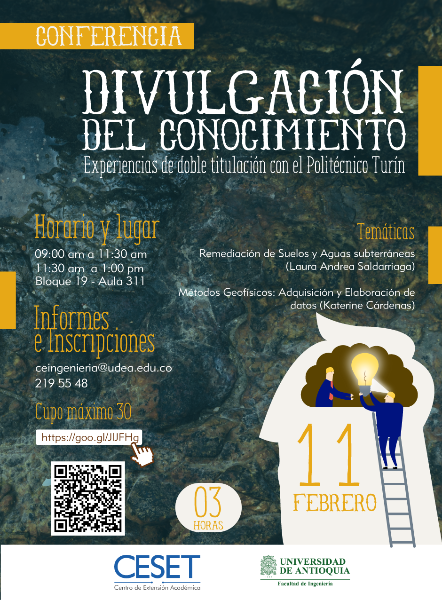 CONFERENCIA
DIVULGACIÓN
DEL CONOCIMIENTO
Experiencias de doble titulación con el Politécnico Turín
Horario y lugar
09:00 am a 11:30 am
11:30 am a 1:00 pm
Bloque 19 - Aula 311
Temáticas
Remediación de Suelos y Aguas subterráneas
(Laura Andrea Saldarriaga)
Métodos Geofísicos: Adquisición y Elaboración de
datos (Katerine Cárdenas)
Informes
e Inscripciones
ceingenieria@udea.edu.co
219 55 48
Cupo máximo 30
https://goo.gl/JIJFHg
11
FEBRERO
03
HORAS
CESET
Centro de Extensión Académica
UNIVERSIDAD
DE ANTIOQUIA
Facultad de Ingeniería